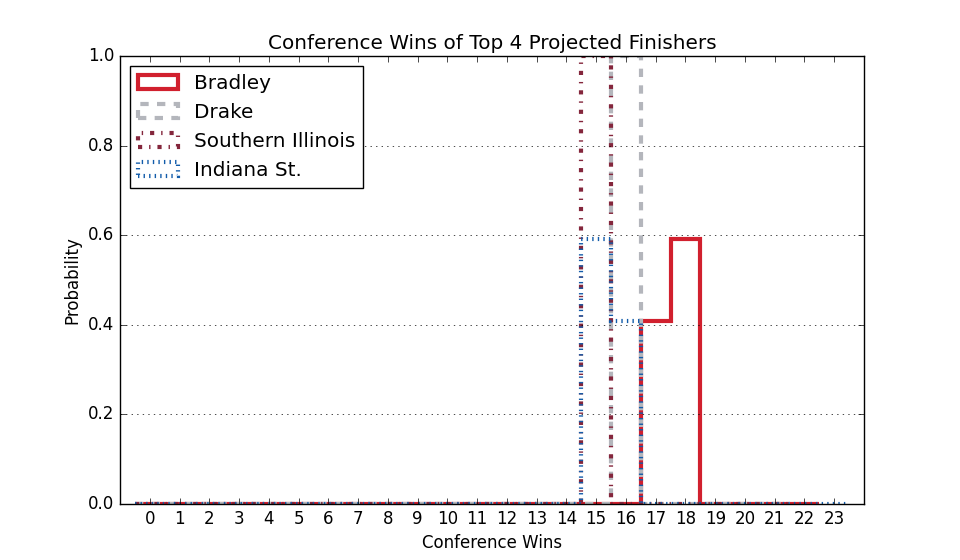 Conference Wins of Top 4 Projected Finishers
1.0
0.8
0.6
0.4
0.2
0.0
Probability
Bradley
Drake
Southern Illinois
Indiana St.
0 1 2 3 4 5 6 7 8 9 10 11 12 13 14 15 16 17 18 19 20 21 22 23
Conference Wins